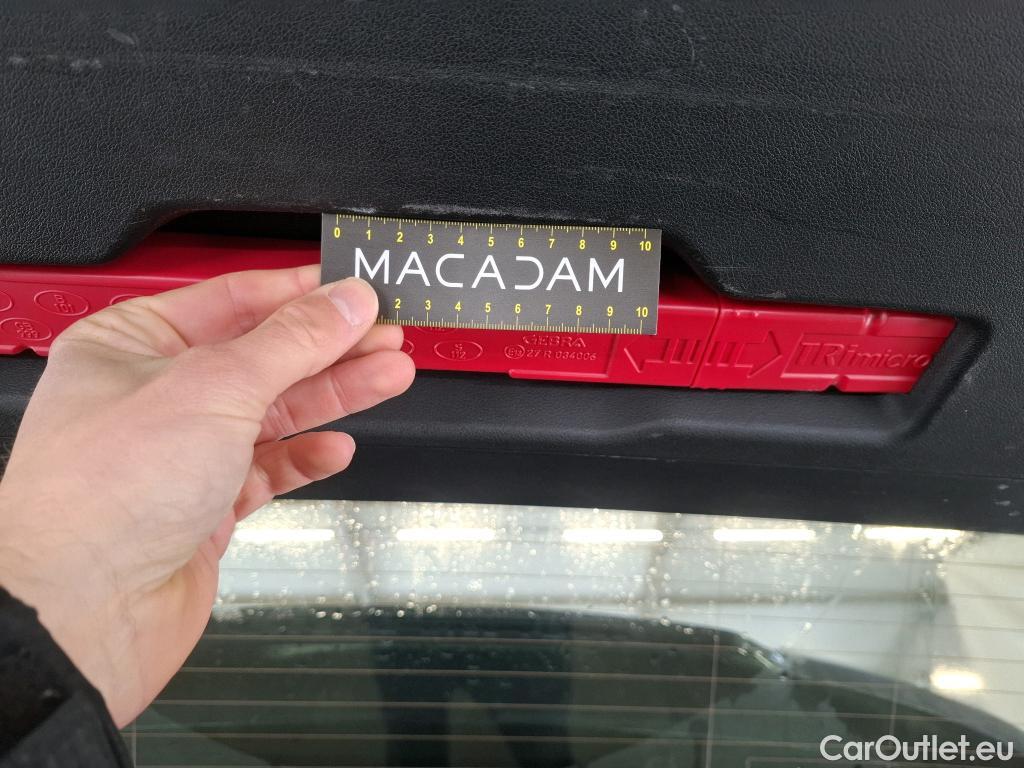 0 1 2 3 4 5 6 7 8 9 10
MACADAM
2 3 4 5 6 7 8 9 10
GEBRA
S
112
27 R 034006
TRimicro
CarOutlet.eu